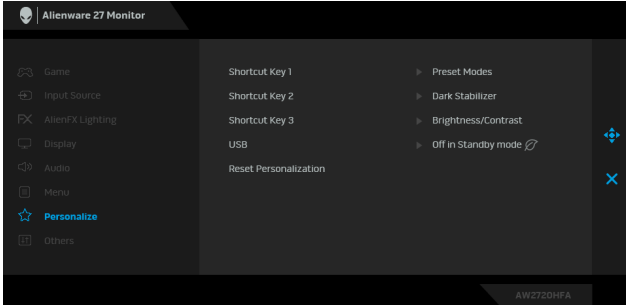 Alienware 27 Monitor
Game
Input Source
AlienFX Lighting
Display
Audio
Menu
Personalize
Others
Shortcut Key 1 Preset Modes
Shortcut Key 2 Dark Stabilizer
Shortcut Key 3 Brightness/Contrast
USB Off in Standby mode
Reset Personalization
AW2720HFA